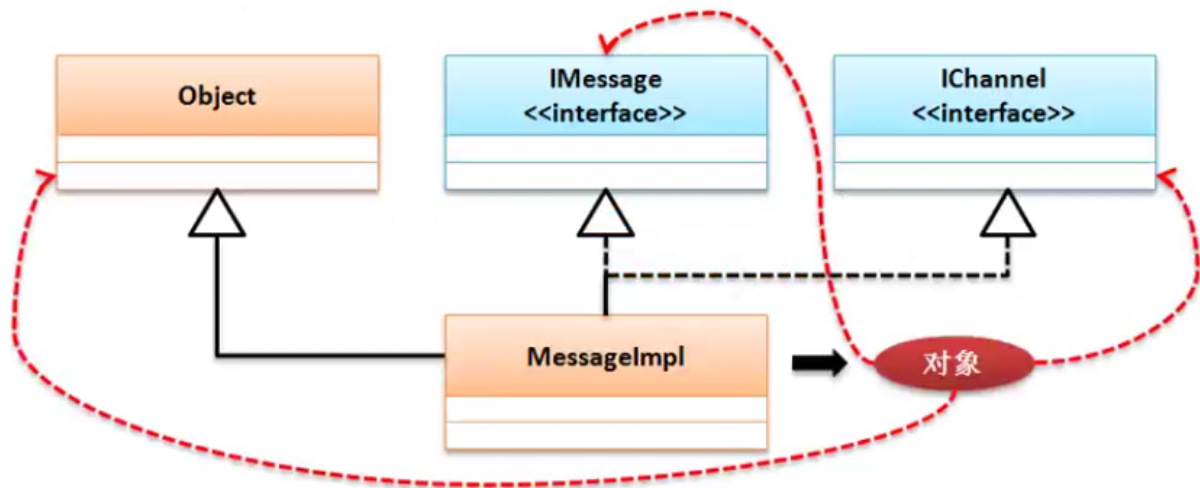 Object
IMessage
<<interface>>
IChannel
<<interface>>
MessageImpl
对象